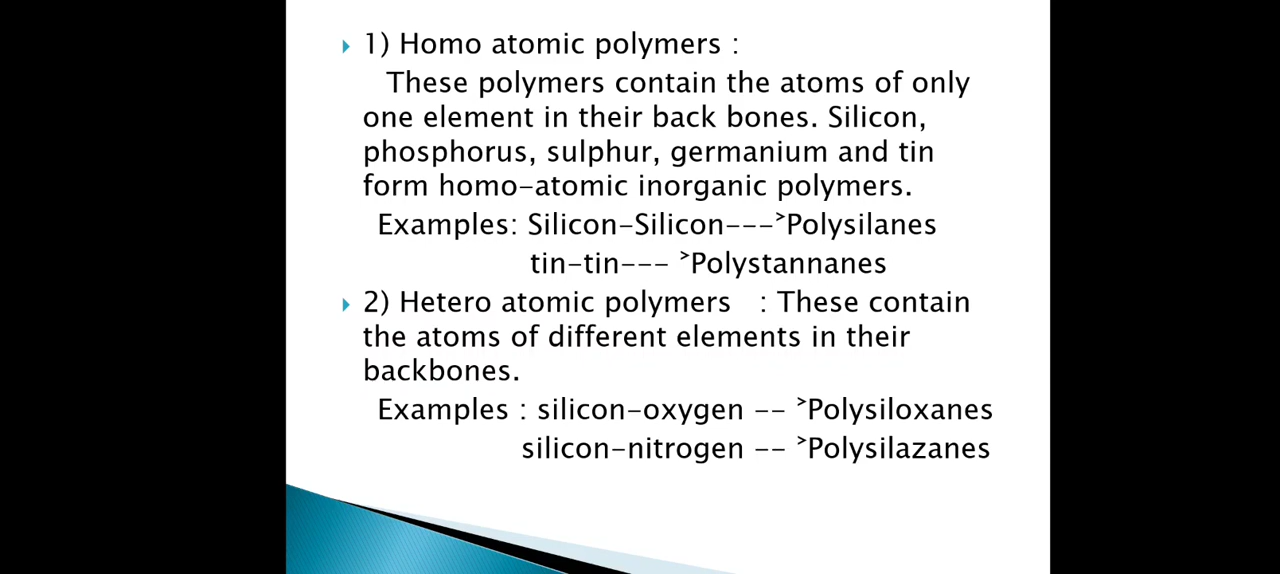 1) Homo atomic polymers :
These polymers contain the atoms of only
one element in their back bones. Silicon,
phosphorus, sulphur, germanium and tin
form homo-atomic inorganic polymers.
Examples: Silicon-Silicon--->Polysilanes
tin-tin--- >Polystannanes
2) Hetero atomic polymers : These contain
the atoms of different elements in their
backbones.
Examples : silicon-oxygen -- >Polysiloxanes
silicon-nitrogen -- >Polysilazanes